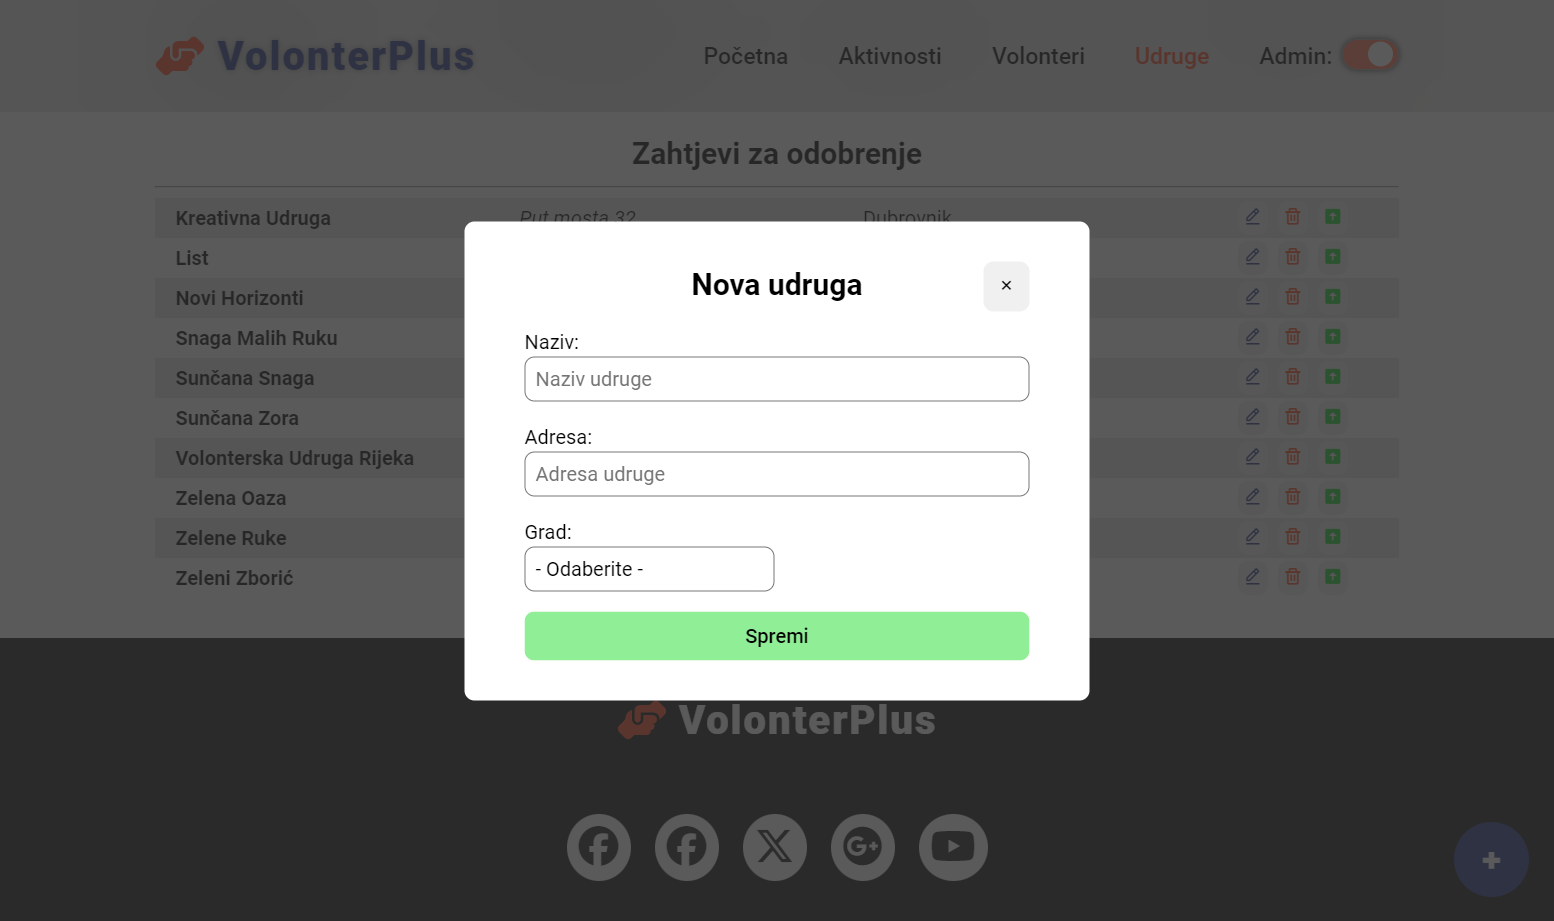 VolonterPlus
Početna Aktivnosti Volonteri Udruge Admin:
Zahtjevi za odobrenje
Kreativna Udruga Put mosta 32 Dubrovnik
List
Novi Horizonti
Snaga Malih Ruku
Sunčana Snaga
Sunčana Zora
Volonterska Udruga Rijeka
Zelena Oaza
Zelene Ruke
Zeleni Zborić
Nova udruga ×
Naziv:
Naziv udruge
Adresa:
Adresa udruge
Grad:
- Odaberite -
Spremi
VolonterPlus
G+
+